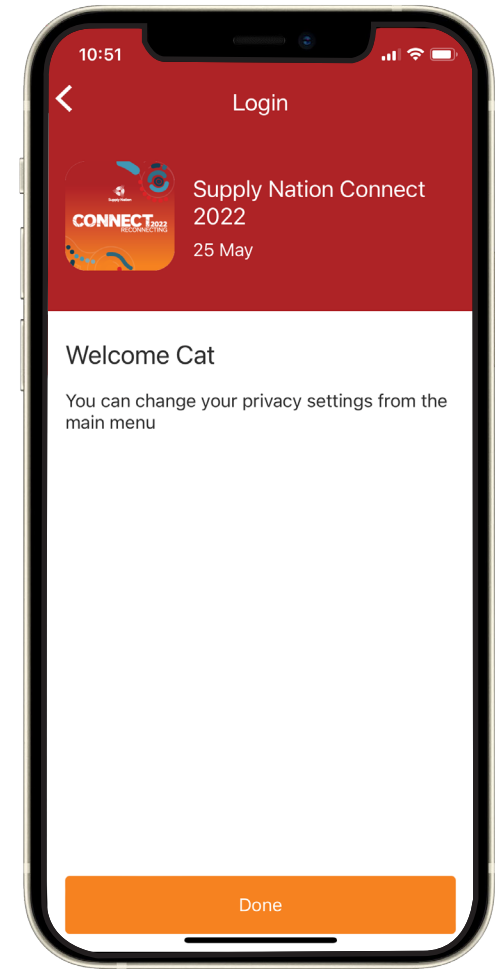 10:51
Login
Supply Nation
CONNECT 2022
RECONNECTING
Supply Nation Connect
2022
25 May
Welcome Cat
You can change your privacy settings from the
main menu
Done